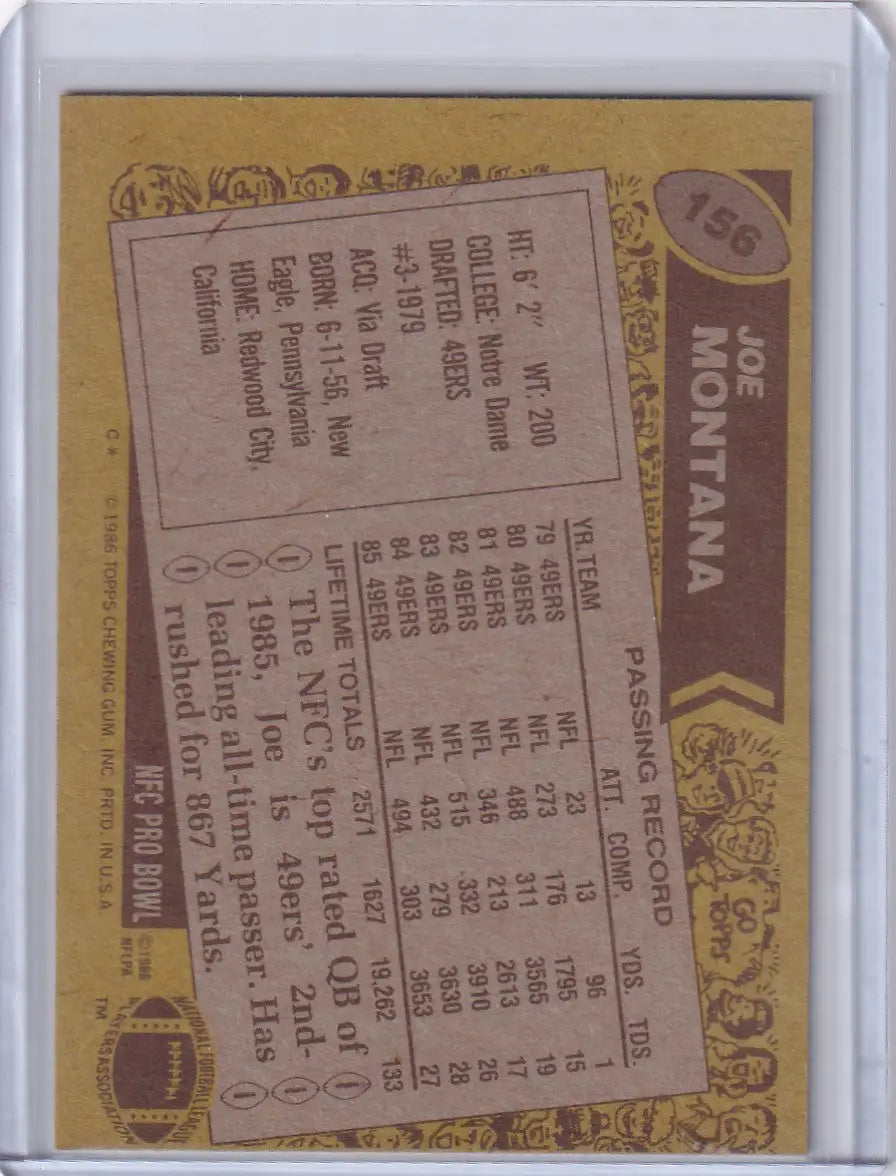 156
JOE
MONTANA
GO
TOPPS
HT: 6' 2" WT: 200
COLLEGE: Notre Dame
DRAFTED: 49ERS
#3-1979
ACQ: Via Draft
BORN: 6-11-56, New
Eagle, Pennsylvania
HOME: Redwood City,
California
PASSING RECORD
YR. TEAM ATT. COMP. YDS. TDS.
79 49ERS NFL 23 13 96 1
80 49ERS NFL 273 176 1795 15
81 49ERS NFL 488 311 3565 19
82 49ERS NFL 346 213 2613 17
83 49ERS NFL 515 332 3910 26
84 49ERS NFL 432 279 3630 28
85 49ERS NFL 494 303 3653 27
LIFETIME TOTALS 2571 1627 19,262 133
The NFC's top rated QB of
1985, Joe is 49ers' 2nd-
leading all-time passer. Has
rushed for 867 Yards.
NFC PRO BOWL
C* © 1986 TOPPS CHEWING GUM, INC. PRTD. IN U.S.A.
©1986
NFLPA
NATIONAL FOOTBALL LEAGUE
PLAYERS ASSOCIATION
TM